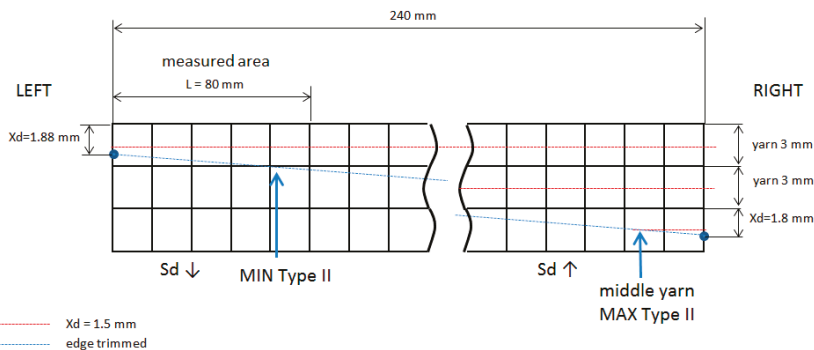 240 mm
measured area
L = 80 mm
LEFT
RIGHT
Xd=1.88 mm
yarn 3 mm
yarn 3 mm
Xd=1.8 mm
Sd ↓
MIN Type II
Sd ↑
middle yarn
MAX Type II
Xd = 1.5 mm
edge trimmed